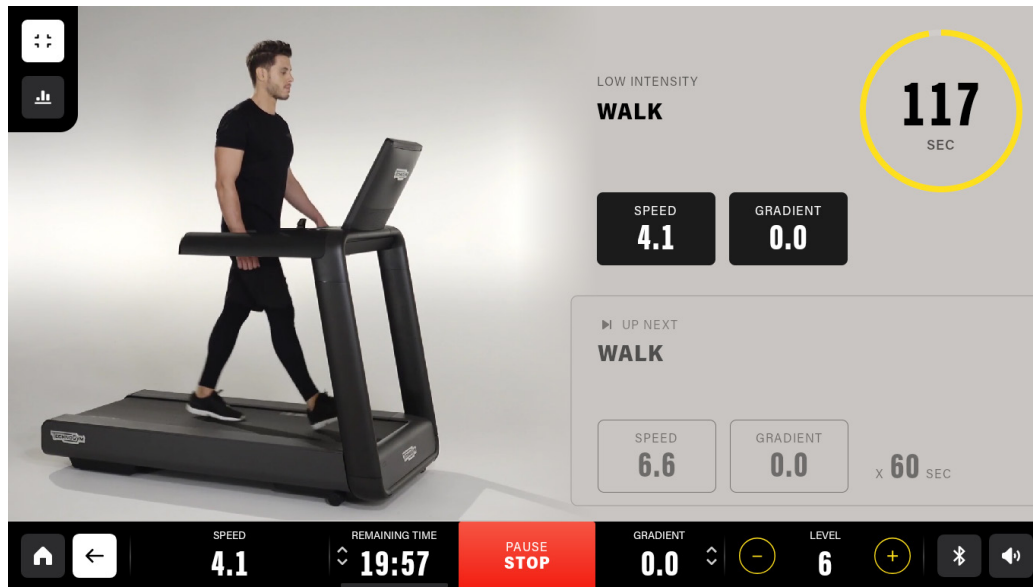 LOW INTENSITY
WALK
117
SEC
SPEED
4.1
GRADIENT
0.0
UP NEXT
WALK
SPEED
6.6
GRADIENT
0.0
X 60 SEC
TECHNOGYM
SPEED
4.1
REMAINING TIME
19:57
PAUSE
STOP
GRADIENT
0.0
LEVEL
6